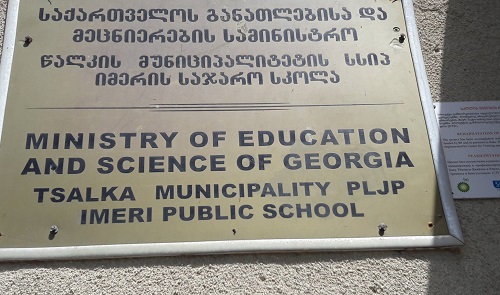 საქართველოს განათლებისა და
მეცნიერების სამინისტრო
წალკის მუნიციპალიტეტის სსიპ
იმერის საჯარო სკოლა
MINISTRY OF EDUCATION
AND SCIENCE OF GEORGIA
TSALKA MUNICIPALITY PLJP
IMERI PUBLIC SCHOOL
bp